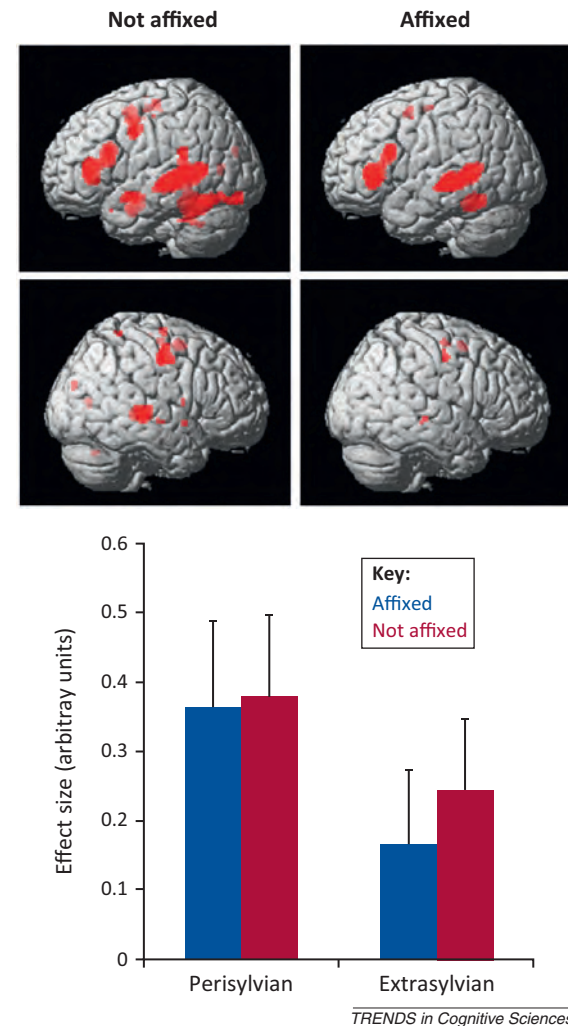 Not affixed
Affixed
0.6
0.5
0.4
0.3
0.2
0.1
0
Effect size (arbitray units)
Key:
Affixed
Not affixed
Perisylvian
Extrasylvian
TRENDS in Cognitive Sciences